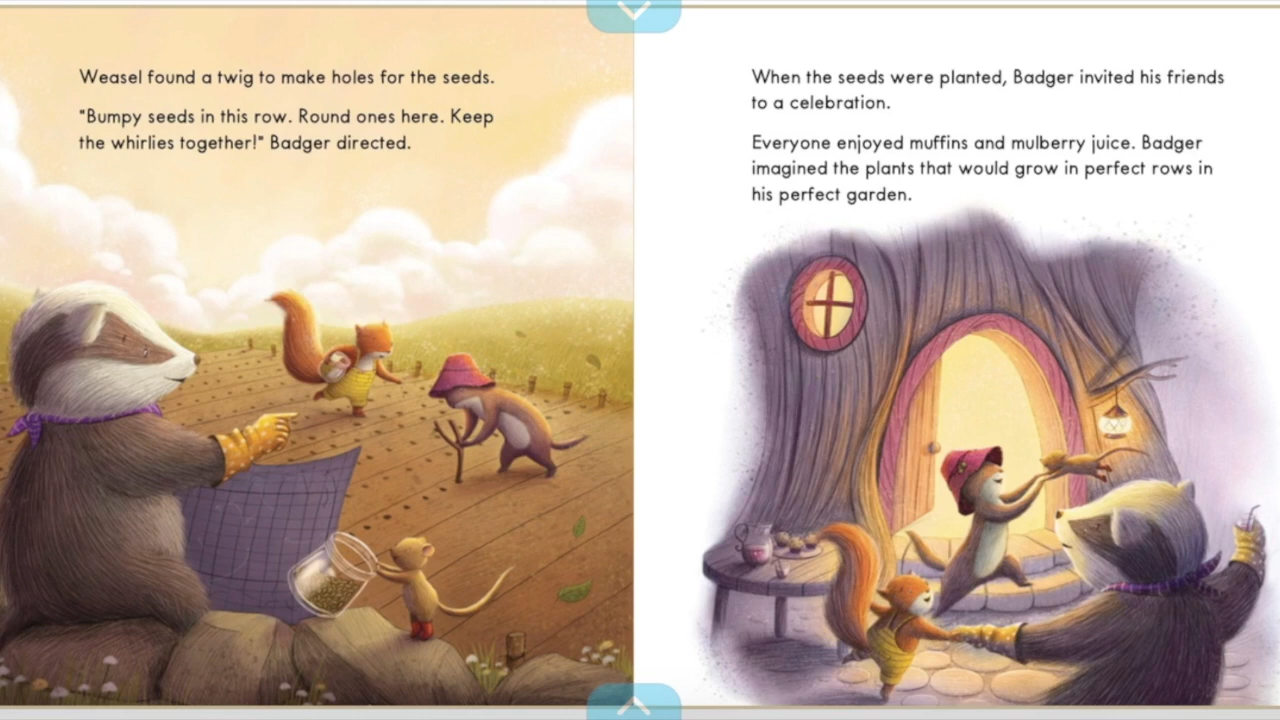 Weasel found a twig to make holes for the seeds.
"Bumpy seeds in this row. Round ones here. Keep
the whirlies together!" Badger directed.
When the seeds were planted, Badger invited his friends
to a celebration.
Everyone enjoyed muffins and mulberry juice. Badger
imagined the plants that would grow in perfect rows in
his perfect garden.